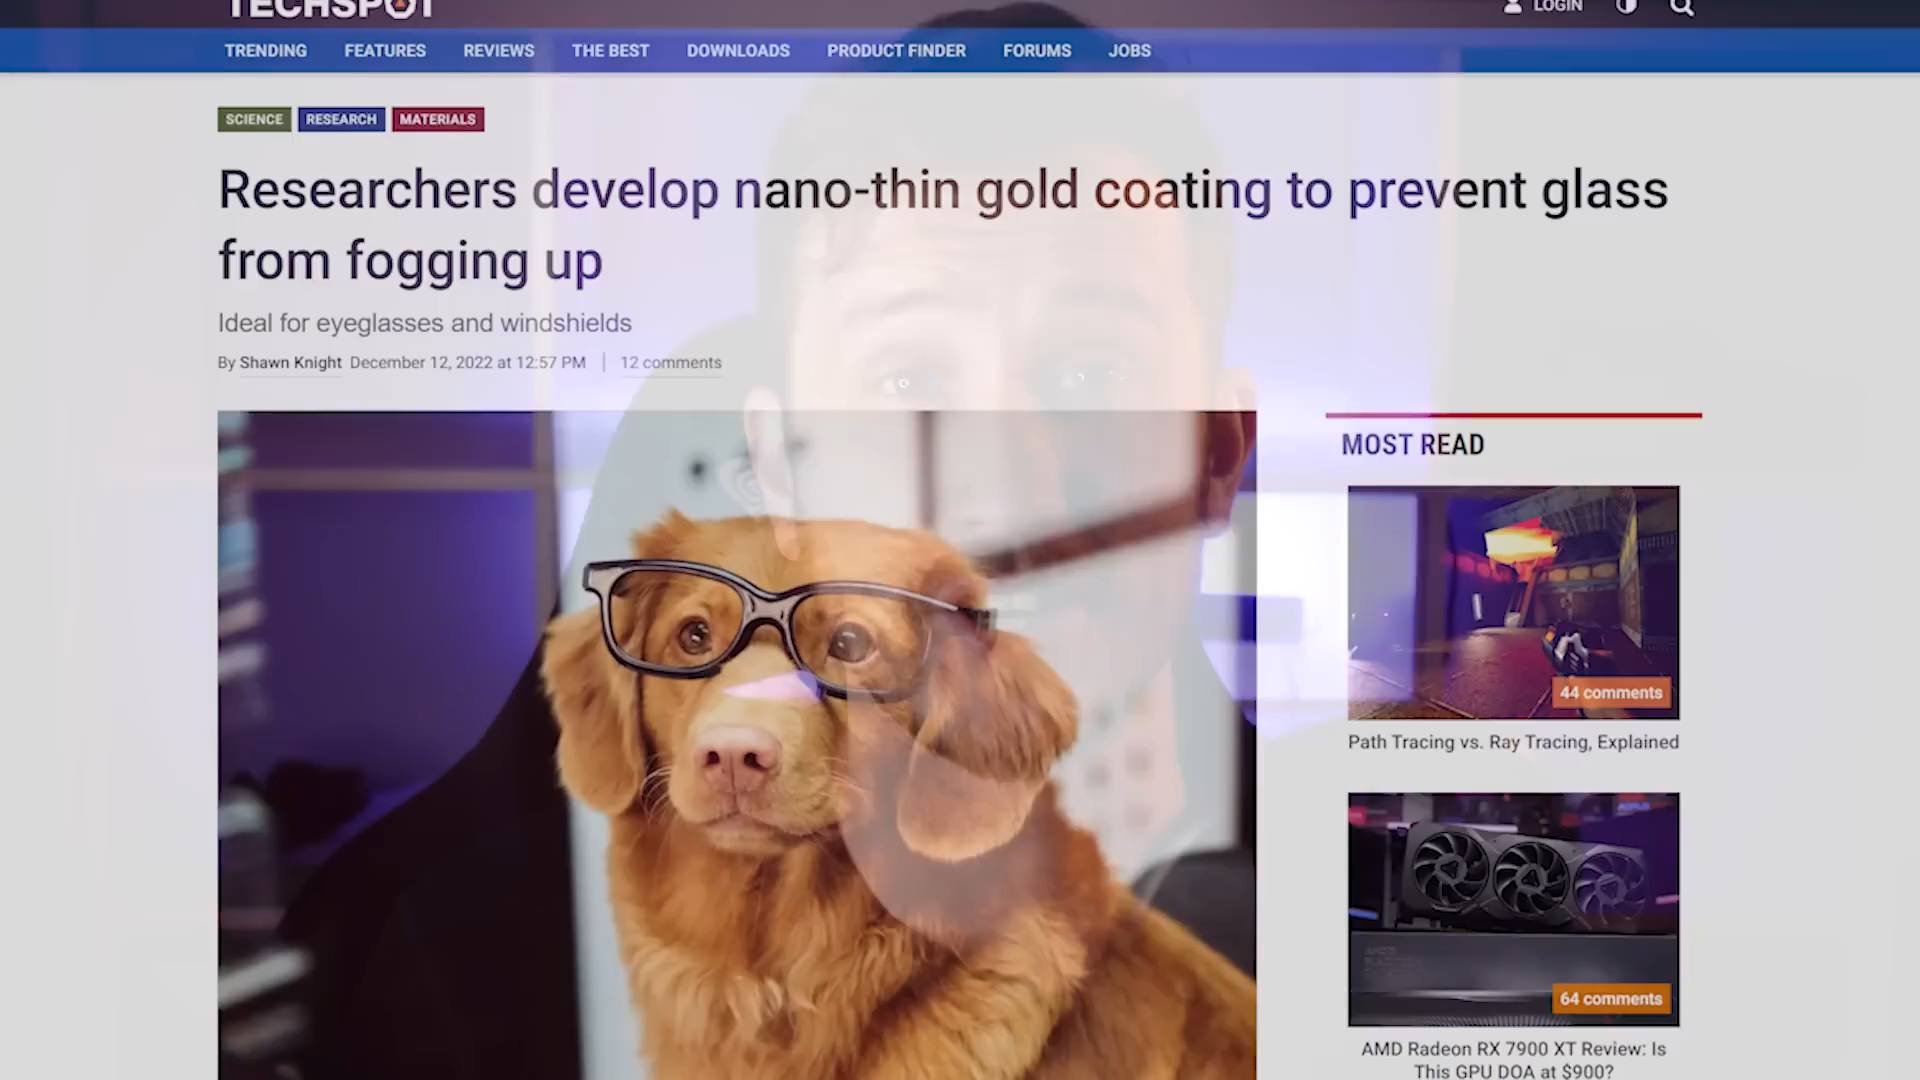 TECHSPOT
LOGIN
TRENDING FEATURES REVIEWS THE BEST DOWNLOADS PRODUCT FINDER FORUMS JOBS
SCIENCE RESEARCH MATERIALS
Researchers develop nano-thin gold coating to prevent glass
from fogging up
Ideal for eyeglasses and windshields
By Shawn Knight December 12, 2022 at 12:57 PM | 12 comments
MOST READ
44 comments
Path Tracing vs. Ray Tracing, Explained
64 comments
AMD Radeon RX 7900 XT Review: Is
This GPU DOA at $900?